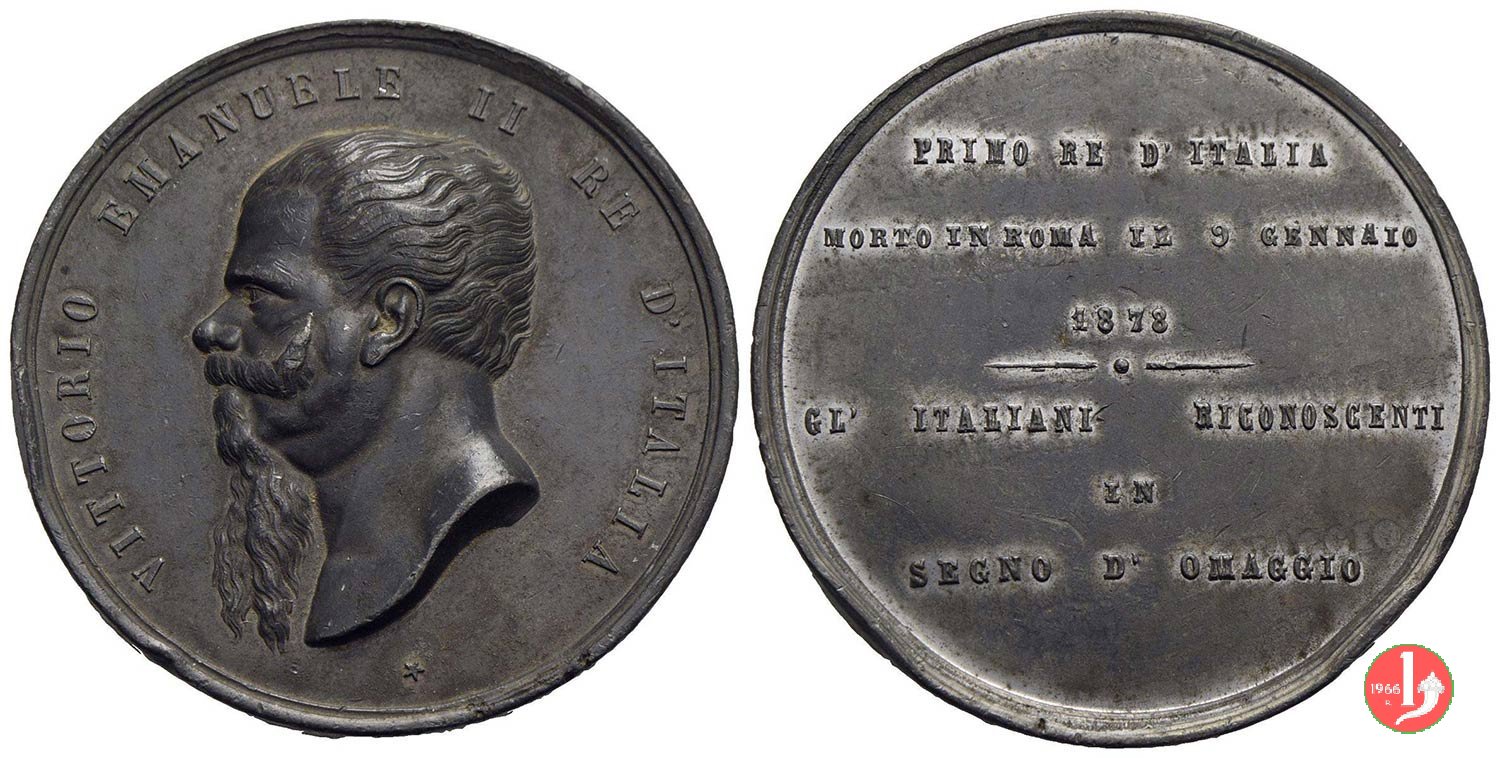 VITTORIO EMANUELE II RE D'ITALIA
PRIMO RE D'ITALIA
MORTO IN ROMA IL 9 GENNAIO
1878
GL' ITALIANI RICONOSCENTI
IN
SEGNO D' OMAGGIO
1966